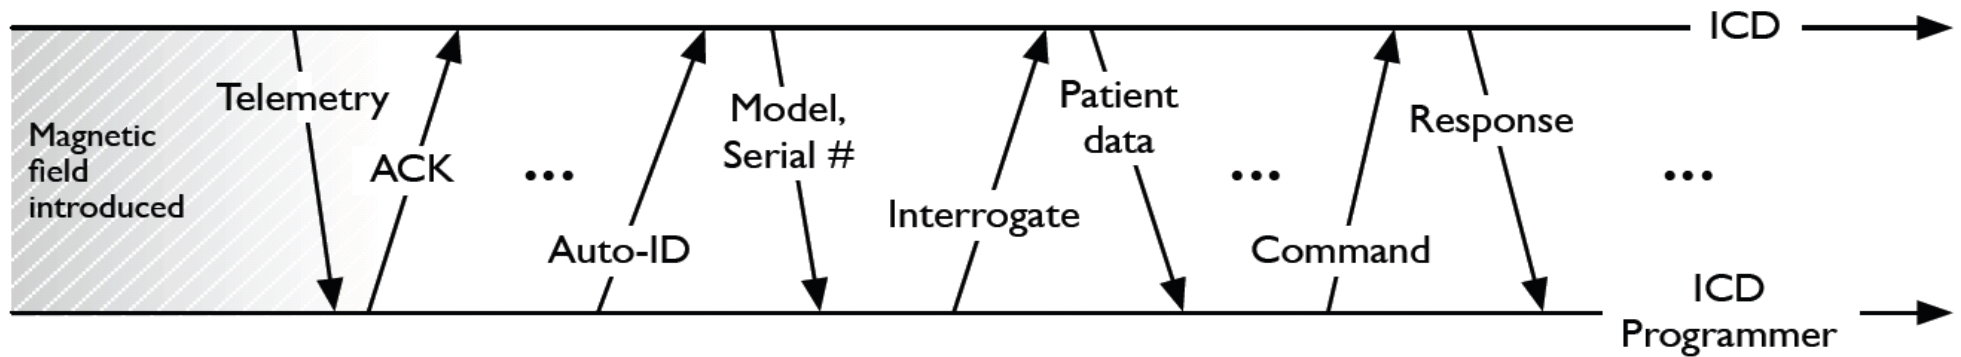 ICD
Telemetry
Magnetic
field
introduced
ACK
...
Auto-ID
Model,
Serial #
Interrogate
Patient
data
...
Command
Response
...
ICD
Programmer